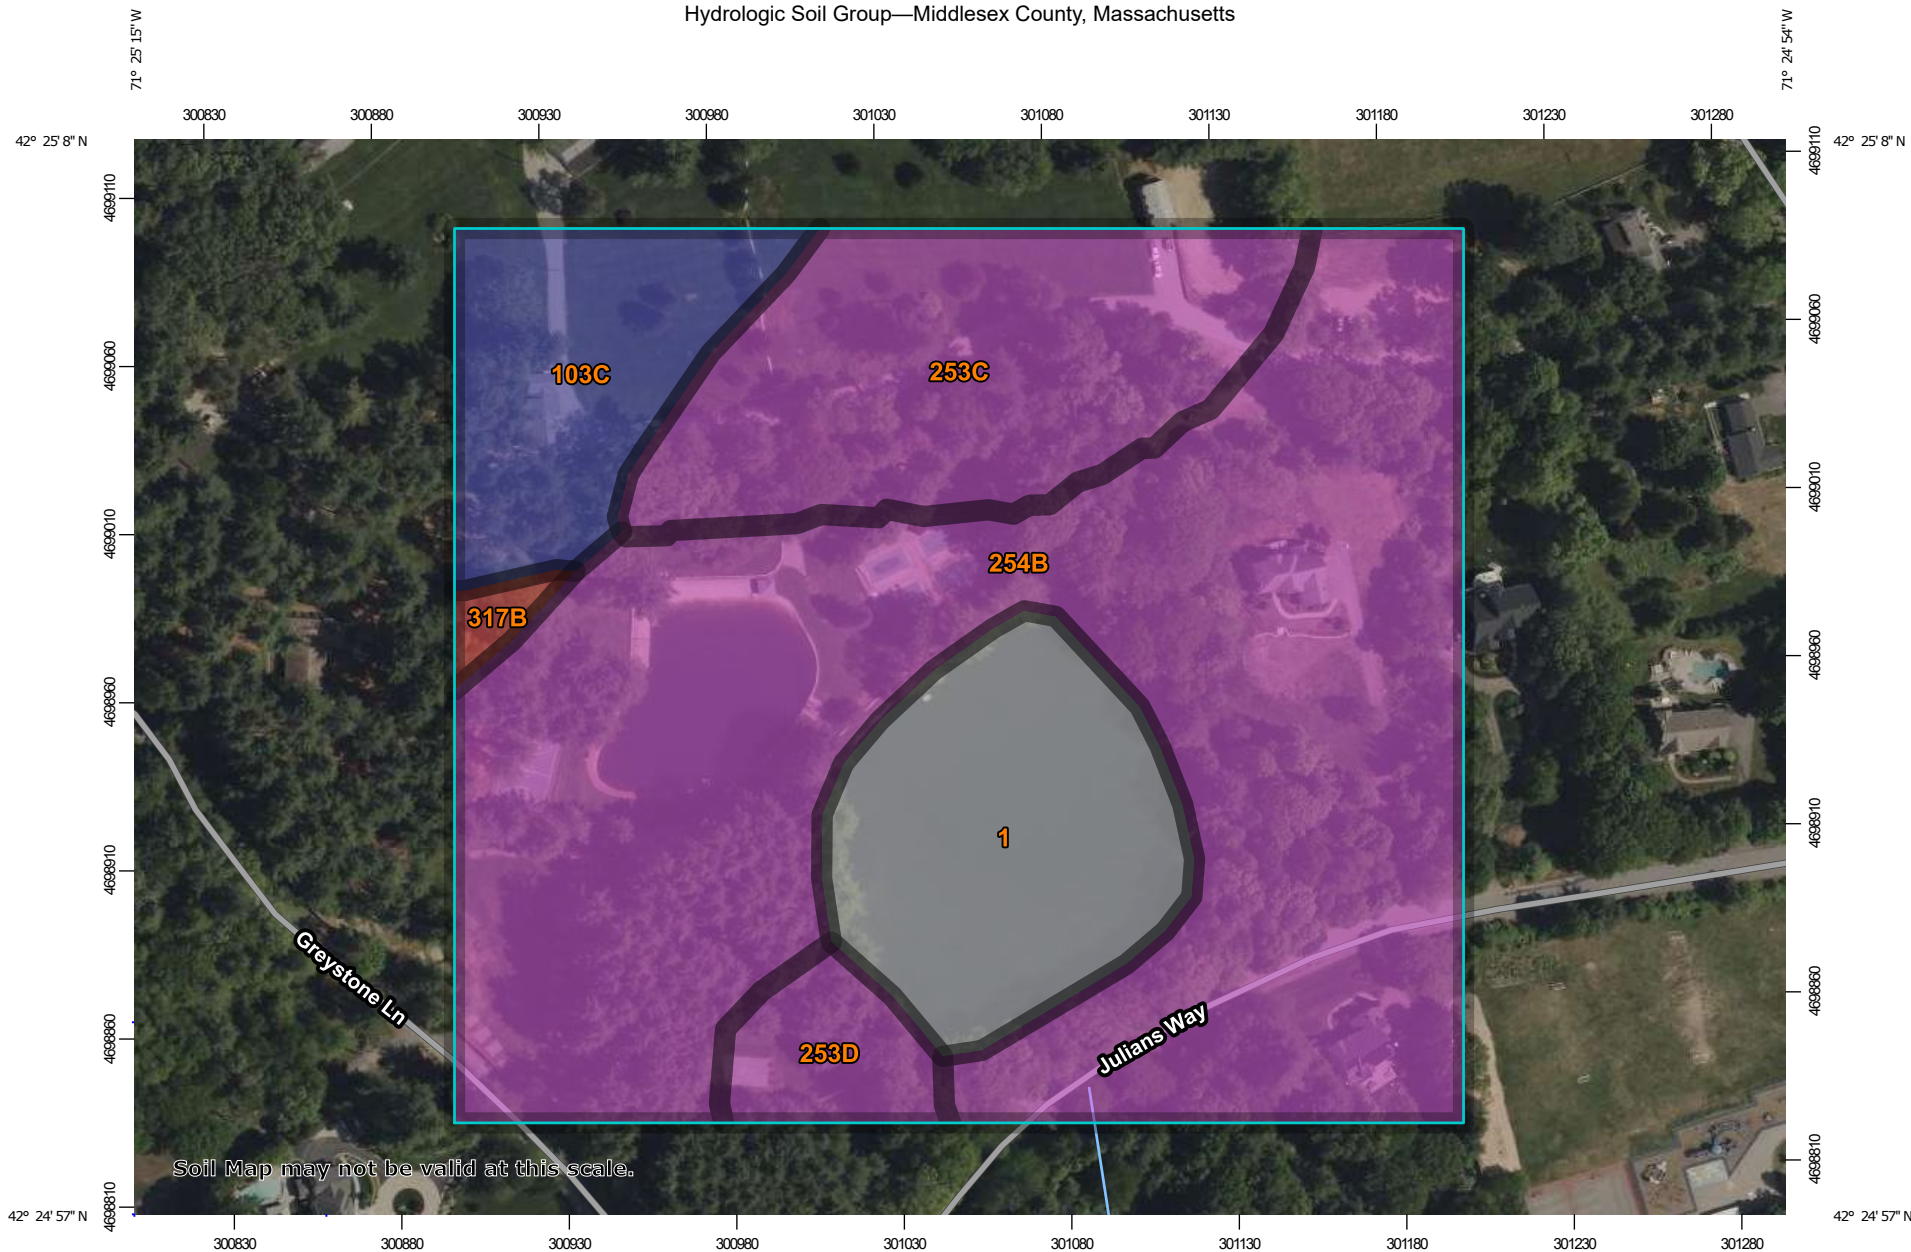 Hydrologic Soil Group—Middlesex County, Massachusetts
71° 25' 15'' W
71° 24' 54'' W
300830 300880 300930 300980 301030 301080 301130 301180 301230 301280
42° 25' 8'' N
42° 25' 8'' N
4699110
4699110
4699060
4699060
103C
253C
4699010
4699010
254B
317B
4698960
4698960
4698910
4698910
1
Greystone Ln
4698860
4698860
Julians Way
253D
4698810
4698810
Soil Map may not be valid at this scale.
42° 24' 57'' N
42° 24' 57'' N
300830 300880 300930 300980 301030 301080 301130 301180 301230 301280